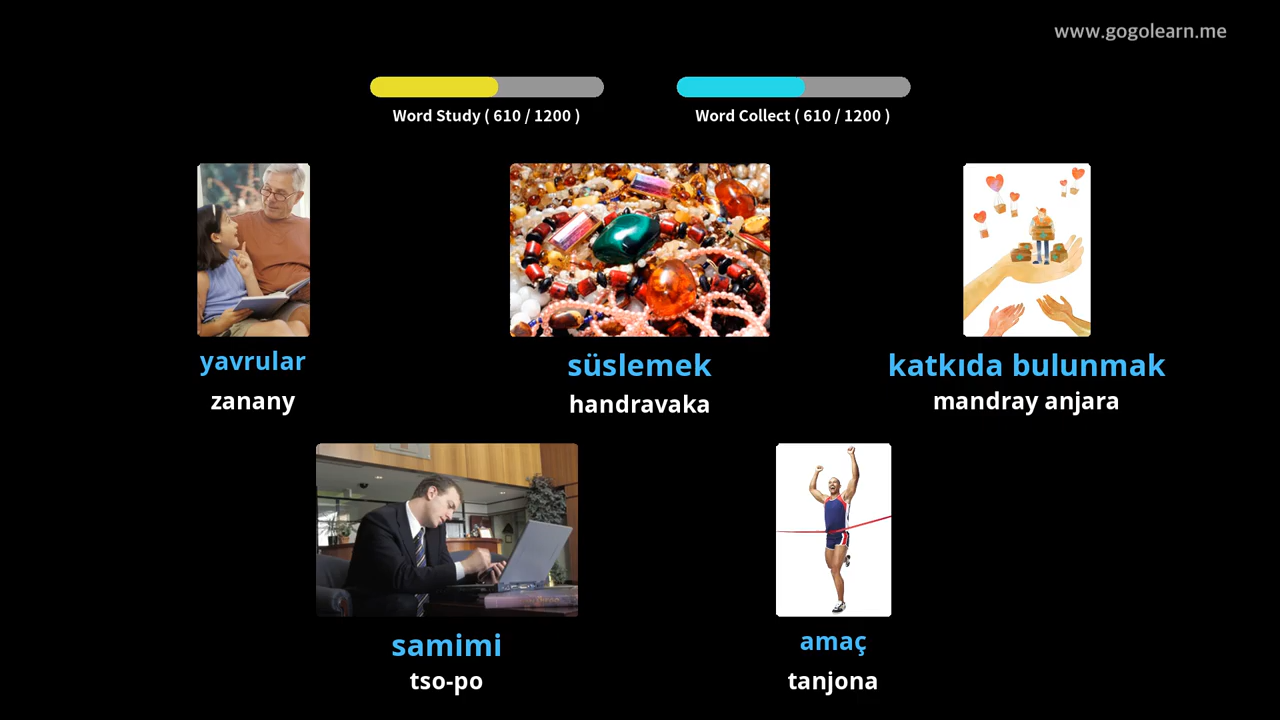 www.gogolearn.me
Word Study ( 610 / 1200 )
Word Collect ( 610 / 1200 )
yavrular
zanany
süslemek
handravaka
katkıda bulunmak
mandray anjara
samimi
tso-po
amaç
tanjona